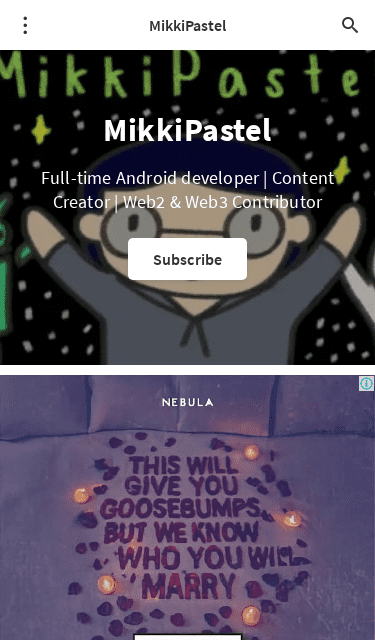 MikkiPastel
MikkiPaste
MikkiPastel
Full-time Android developer | Content
Creator | Web2 & Web3 Contributor
Subscribe
NEBULA
THIS WILL
GIVE YOU
GOOSEBUMPS,
BUT WE KNOW
WHO YOU WILL
MARRY